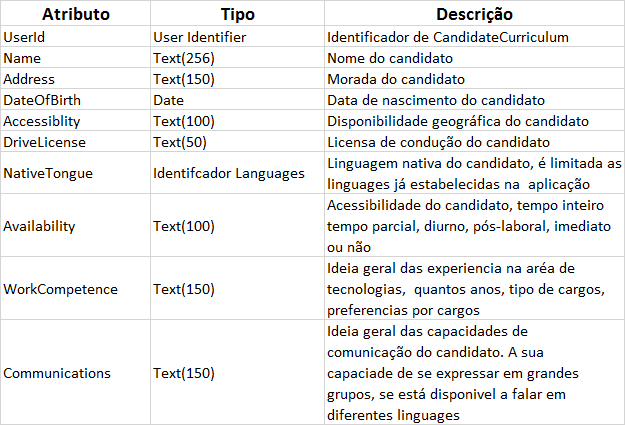 Atributo Tipo Descrição
UserId User Identifier Identificador de CandidateCurriculum
Name Text(256) Nome do candidato
Address Text(150) Morada do candidato
DateOfBirth Date Data de nascimento do candidato
Accessiblity Text(100) Disponibilidade geográfica do candidato
DriveLicense Text(50) Licensa de condução do candidato
NativeTongue Identifcador Languages Linguagem nativa do candidato, é limitada as
linguages já estabelecidas na aplicação
Availability Text(100) Acessibilidade do candidato, tempo inteiro
tempo parcial, diurno, pós-laboral, imediato
ou não
WorkCompetence Text(150) Ideia geral das experiencia na aréa de
tecnologias, quantos anos, tipo de cargos,
preferencias por cargos
Communications Text(150) Ideia geral das capacidades de
comunicação do candidato. A sua
capaciade de se expressar em grandes
grupos, se está disponivel a falar em
diferentes linguages